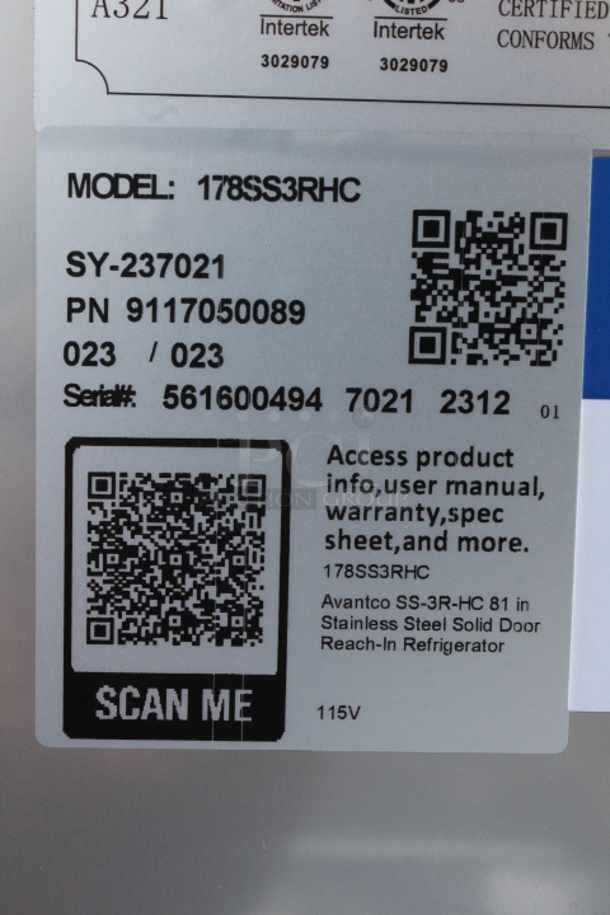 A321
Intertek
3029079
LISTED
Intertek
3029079
CERTIFIED
CONFORMS
MODEL: 178SS3RHC
SY-237021
PN 9117050089
023 / 023
Serial#: 561600494 7021 2312 01
Access product
info,user manual,
warranty,spec
sheet,and more.
178SS3RHC
Avantco SS-3R-HC 81 in
Stainless Steel Solid Door
Reach-In Refrigerator
115V
SCAN ME